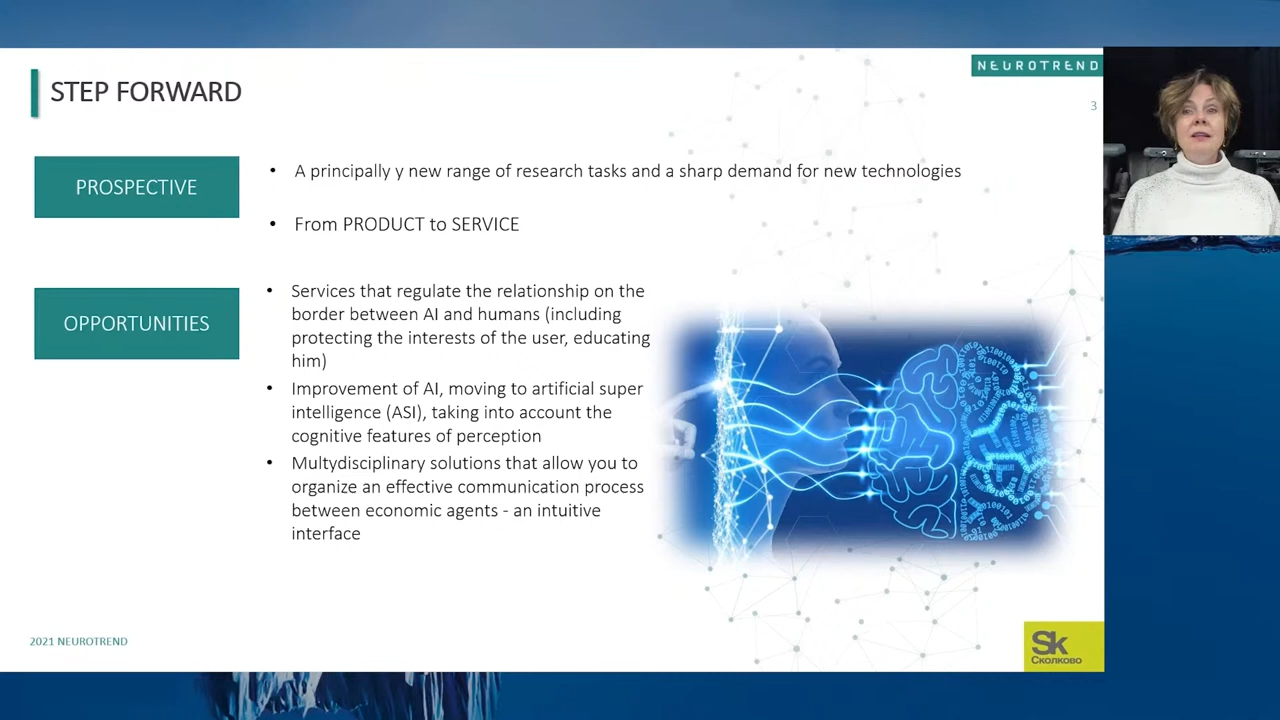 STEP FORWARD
NEUROTREND
3
PROSPECTIVE
• A principally y new range of research tasks and a sharp demand for new technologies
• From PRODUCT to SERVICE
OPPORTUNITIES
• Services that regulate the relationship on the
border between AI and humans (including
protecting the interests of the user, educating
him)
• Improvement of AI, moving to artificial super
intelligence (ASI), taking into account the
cognitive features of perception
• Multydisciplinary solutions that allow you to
organize an effective communication process
between economic agents - an intuitive
interface
2021 NEUROTREND
Sk
Сколково